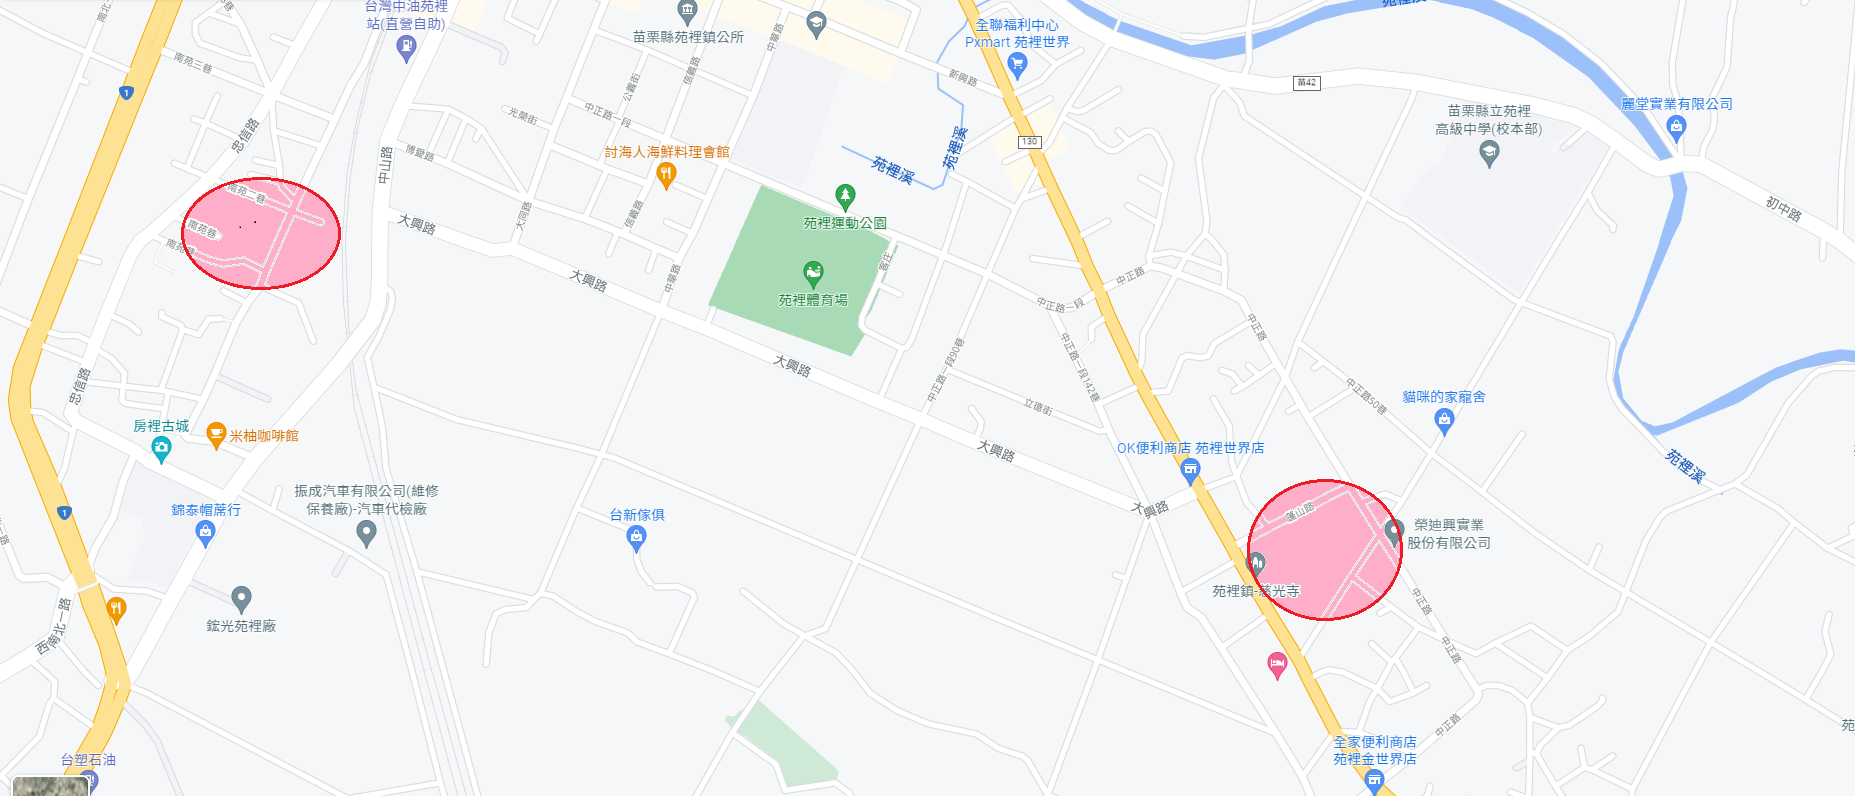 台灣中油苑裡
站(直營自助)
南苑三巷
1
忠信路
苗栗縣苑裡鎮公所
中華路
信義路
公義街
光榮街
中正路一段
博愛路
中山路
討海人海鮮料理會館
全聯福利中心
Pxmart 苑裡世界
新興路
130
苑裡溪
苑裡溪
苑裡溪
苗42
苗栗縣立苑裡
高級中學(校本部)
麗堂實業有限公司
初中路
南苑二巷
南苑巷
大興路
大同路
信義路
大興路
中華路
苑裡運動公園
苑裡體育場
客庄
中正路
中正路一段
中正路
大興路
中正路一段90巷
中正路一段142巷
立德街
中正路50巷
貓咪的家寵舍
忠信路
房裡古城
米柚咖啡館
大興路
OK便利商店 苑裡世界店
苑裡溪
振成汽車有限公司(維修
保養廠)-汽車代檢廠
錦泰帽蓆行
1
台新傢俱
大興路
蓬山路
榮迪興實業
股份有限公司
苑裡鎮-慈光寺
中正路
鋐光苑裡廠
西南北一路
中正路
中正路
全家便利商店
苑裡金世界店
台塑石油
苑